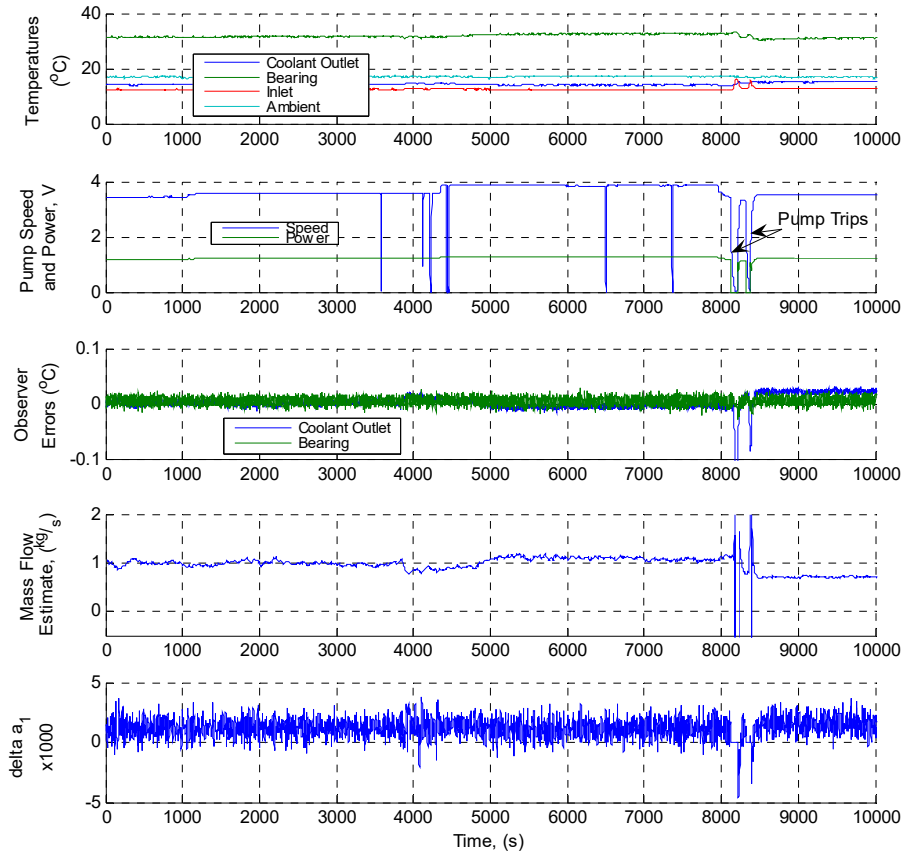 Temperatures
(°C)
40
20
0
Coolant Outlet
Bearing
Inlet
Ambient
0 1000 2000 3000 4000 5000 6000 7000 8000 9000 10000
Pump Speed
and Power, V
4
2
0
Speed
Power
Pump Trips
0 1000 2000 3000 4000 5000 6000 7000 8000 9000 10000
Observer
Errors (°C)
0.1
0
-0.1
Coolant Outlet
Bearing
0 1000 2000 3000 4000 5000 6000 7000 8000 9000 10000
Mass Flow
Estimate, (kg/s)
2
1
0
0 1000 2000 3000 4000 5000 6000 7000 8000 9000 10000
delta a1
x1000
5
0
-5
0 1000 2000 3000 4000 5000 6000 7000 8000 9000 10000
Time, (s)